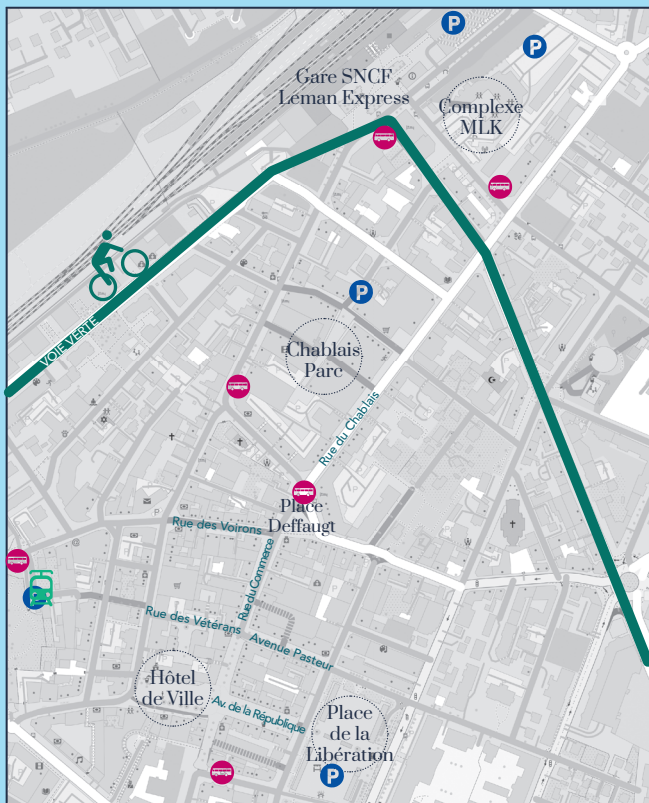 P
P
Gare SNCF
Leman Express
Complexe
MLK
P
VOIE VERTE
Chablais
Parc
Rue du Chablais
Place
Deffaugt
Rue des Voirons
Rue du Commerce
Rue des Vétérans
Avenue Pasteur
Hôtel
de Ville
Av. de la République
Place
de la
Libération
P